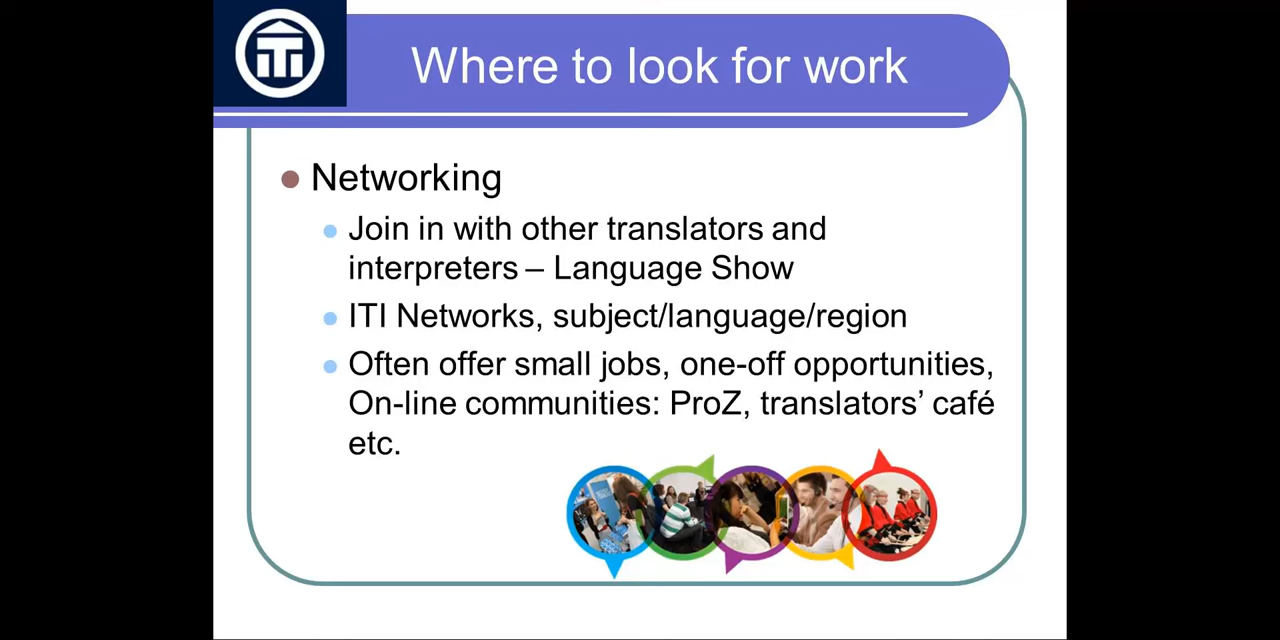 ITI
Where to look for work
Networking
Join in with other translators and
interpreters – Language Show
ITI Networks, subject/language/region
Often offer small jobs, one-off opportunities,
On-line communities: ProZ, translators’ café
etc.